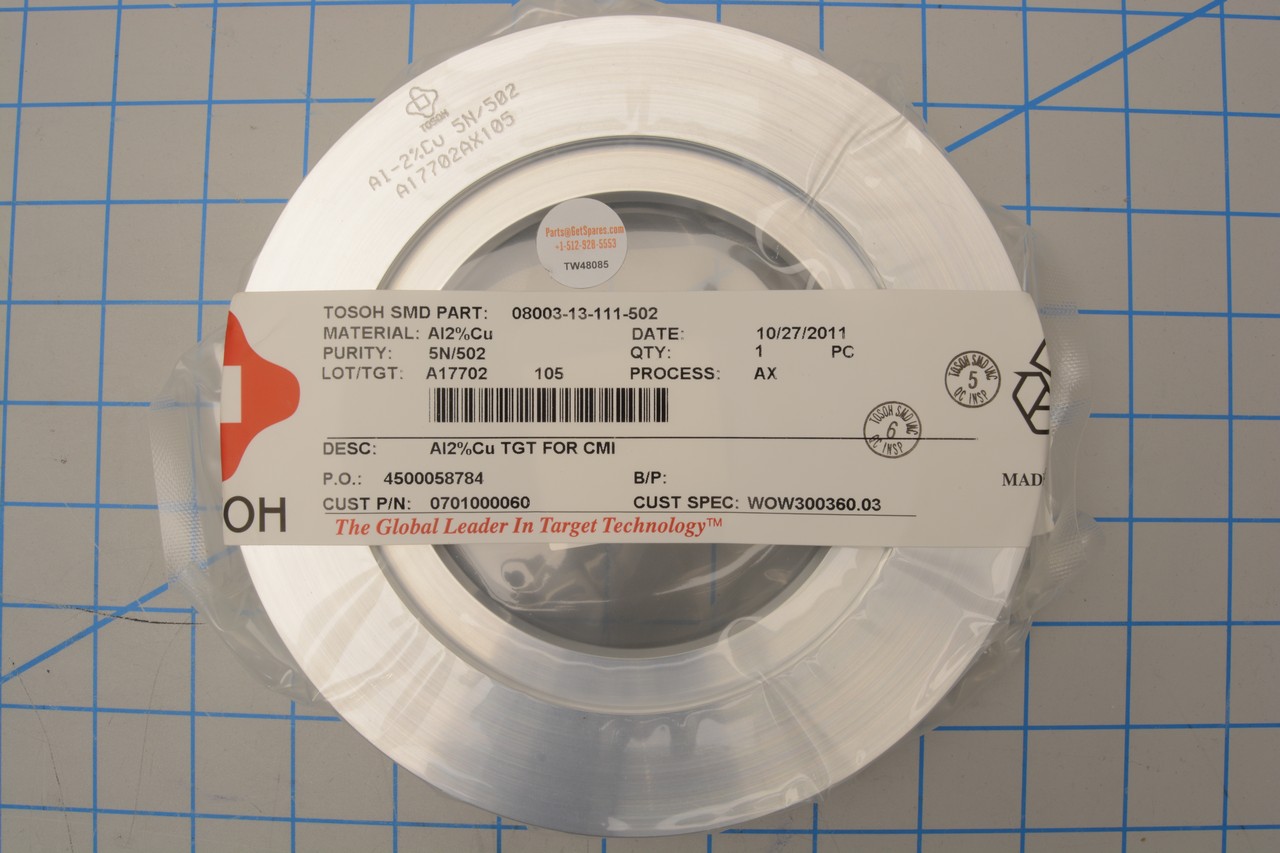 TOSOH
Al-2%Cu 5N/502
A17702AX105
Parts@GetSpares.com
+1-512-928-5553
TW48085
TOSOH SMD PART: 08003-13-111-502
MATERIAL: Al2%Cu DATE: 10/27/2011
PURITY: 5N/502 QTY: 1 PC
LOT/TGT: A17702 105 PROCESS: AX
TOSOH SMD INC
5
QC INSP
TOSOH SMD INC
6
QC INSP
DESC: Al2%Cu TGT FOR CMI
P.O.: 4500058784 B/P:
MAD
CUST P/N: 0701000060 CUST SPEC: WOW300360.03
OH
The Global Leader In Target Technology™